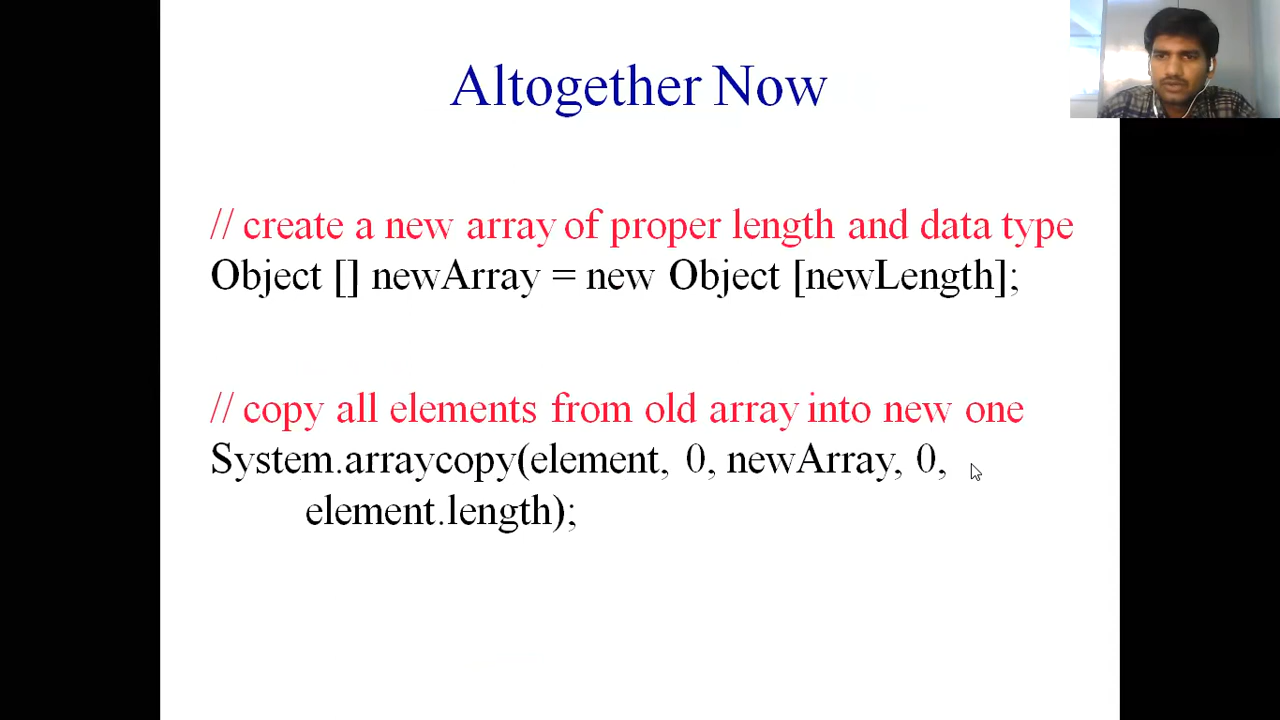 Altogether Now
// create a new array of proper length and data type
Object [] newArray = new Object [newLength];
// copy all elements from old array into new one
System.arraycopy(element, 0, newArray, 0,
element.length);